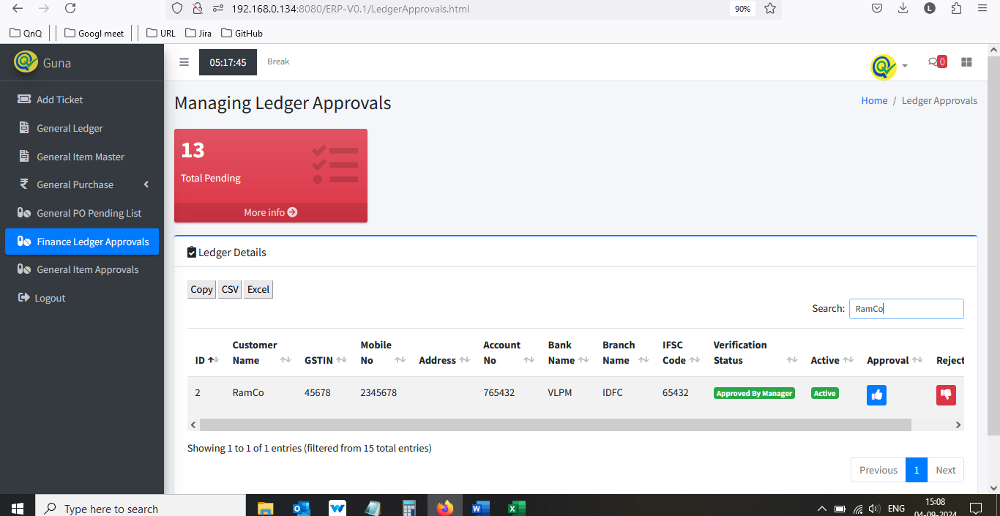 192.168.0.134:8080/ERP-V0.1/LedgerApprovals.html
90%
L
QnQ
Googl meet
URL
Jira
GitHub
Guna
05:17:45
Break
0
Add Ticket
General Ledger
General Item Master
General Purchase
General PO Pending List
Finance Ledger Approvals
General Item Approvals
Logout
Managing Ledger Approvals
Home / Ledger Approvals
13
Total Pending
More info
Ledger Details
Copy CSV Excel
Search: RamCo
ID Customer Name GSTIN Mobile No Address Account No Bank Name Branch Name IFSC Code Verification Status Active Approval Reject
2 RamCo 45678 2345678 765432 VLPM IDFC 65432 Approved By Manager Active
Showing 1 to 1 of 1 entries (filtered from 15 total entries)
Previous 1 Next
Type here to search
ENG
15:08
04-09-2024